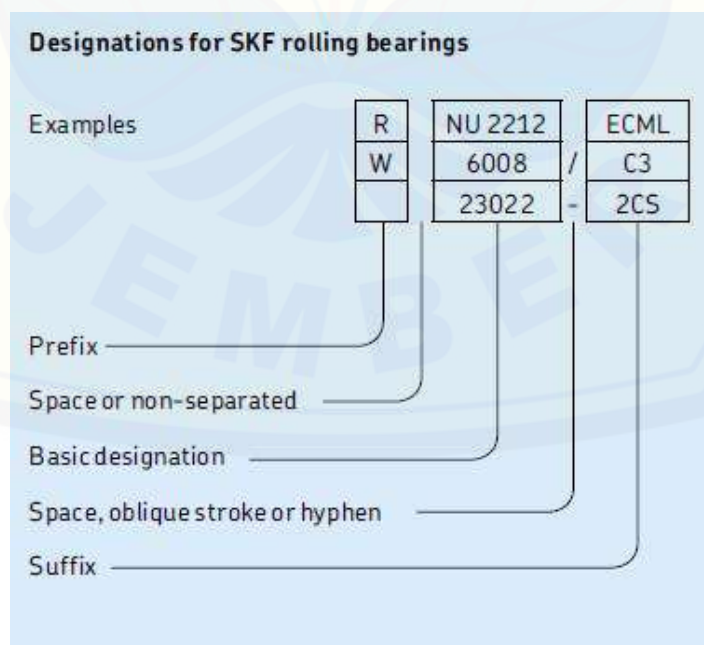 Designations for SKF rolling bearings
Examples R NU 2212 ECML
W 6008 / C3
23022 - 2CS
Prefix
Space or non-separated
Basic designation
Space, oblique stroke or hyphen
Suffix
JEMBER